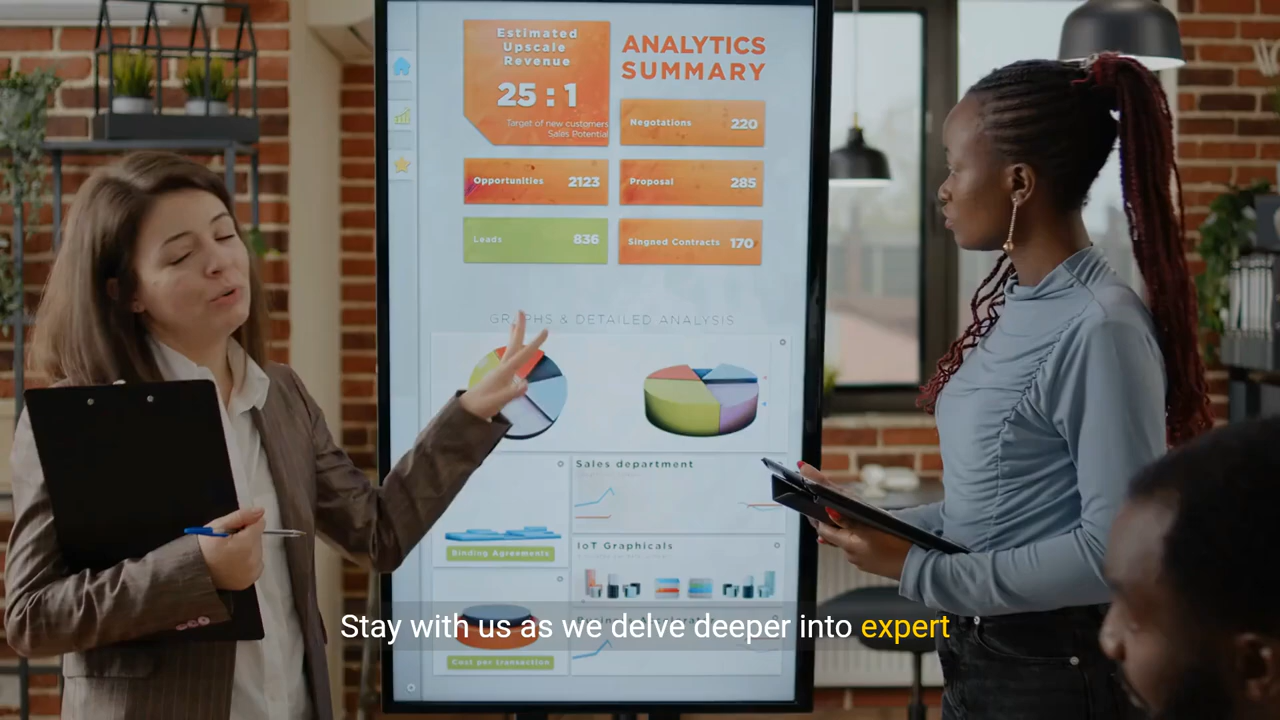 Estimated
Upscale
Revenue
25 : 1
Target of new customers
Sales Potential
ANALYTICS
SUMMARY
Negotations 220
Opportunities 2123
Proposal 285
Leads 836
Singned Contracts 170
GRAPHS & DETAILED ANALYSIS
Sales department
IoT Graphicals
Binding Agreements
Stay with us as we delve deeper into expert
Cost per transaction